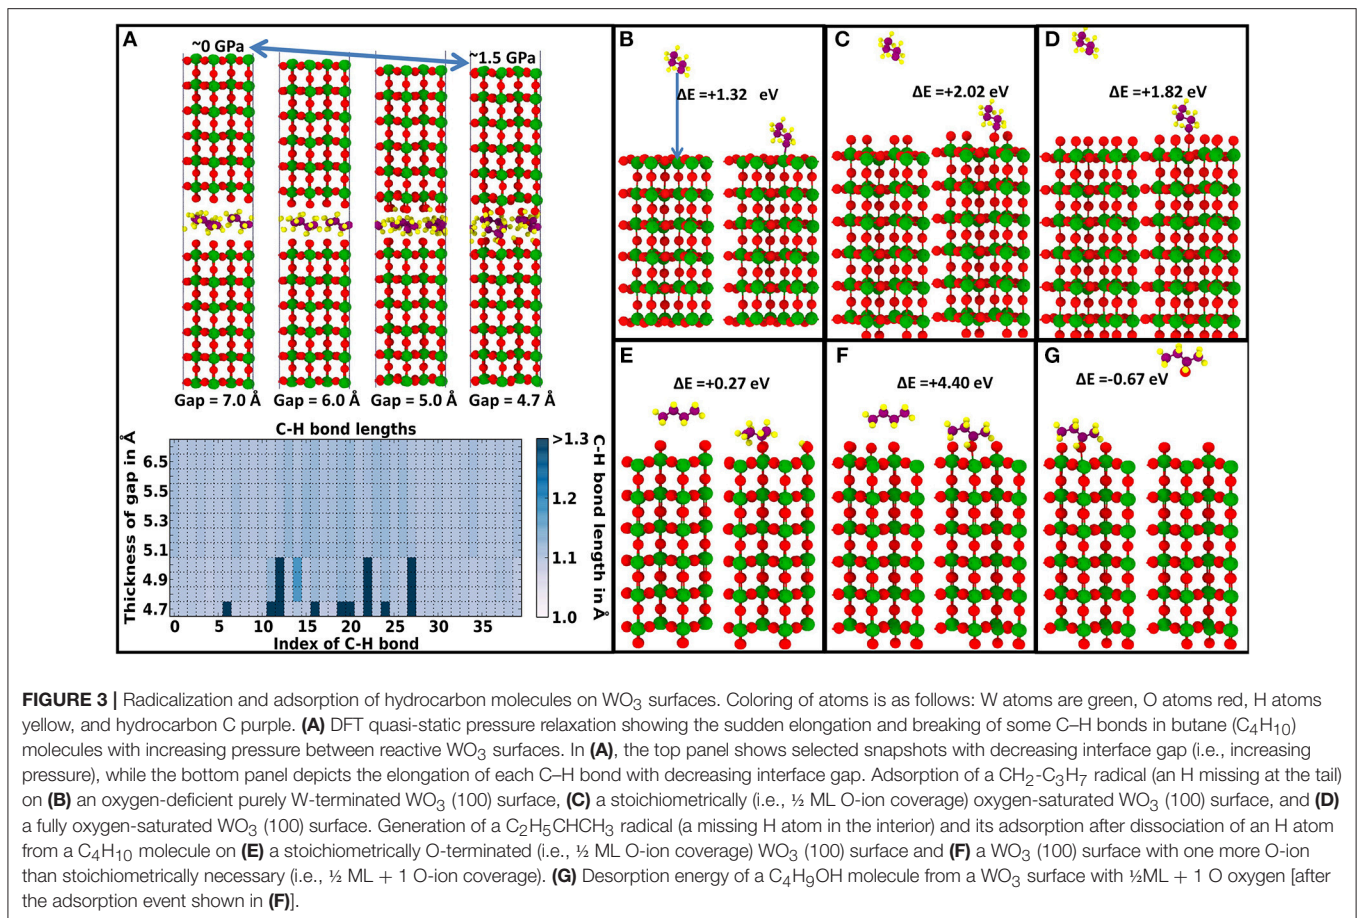 A
~0 GPa
~1.5 GPa
Gap = 7.0 Å Gap = 6.0 Å Gap = 5.0 Å Gap = 4.7 Å
C-H bond lengths
Thickness of gap in Å
6.5
5.5
5.3
5.1
4.9
4.7
0 5 10 15 20 25 30 35
Index of C-H bond
>1.3
1.2
1.1
1.0
C-H bond length in Å
B
ΔE =+1.32 eV
C
ΔE =+2.02 eV
D
ΔE =+1.82 eV
E
ΔE =+0.27 eV
F
ΔE =+4.40 eV
G
ΔE =-0.67 eV
FIGURE 3 | Radicalization and adsorption of hydrocarbon molecules on WO₃ surfaces. Coloring of atoms is as follows: W atoms are green, O atoms red, H atoms
yellow, and hydrocarbon C purple. (A) DFT quasi-static pressure relaxation showing the sudden elongation and breaking of some C–H bonds in butane (C₄H₁₀)
molecules with increasing pressure between reactive WO₃ surfaces. In (A), the top panel shows selected snapshots with decreasing interface gap (i.e., increasing
pressure), while the bottom panel depicts the elongation of each C–H bond with decreasing interface gap. Adsorption of a CH₂-C₃H₇ radical (an H missing at the tail)
on (B) an oxygen-deficient purely W-terminated WO₃ (100) surface, (C) a stoichiometrically (i.e., ½ ML O-ion coverage) oxygen-saturated WO₃ (100) surface, and (D)
a fully oxygen-saturated WO₃ (100) surface. Generation of a C₂H₅CHCH₃ radical (a missing H atom in the interior) and its adsorption after dissociation of an H atom
from a C₄H₁₀ molecule on (E) a stoichiometrically O-terminated (i.e., ½ ML O-ion coverage) WO₃ (100) surface and (F) a WO₃ (100) surface with one more O-ion
than stoichiometrically necessary (i.e., ½ ML + 1 O-ion coverage). (G) Desorption energy of a C₄H₉OH molecule from a WO₃ surface with ½ML + 1 O oxygen [after
the adsorption event shown in (F)].